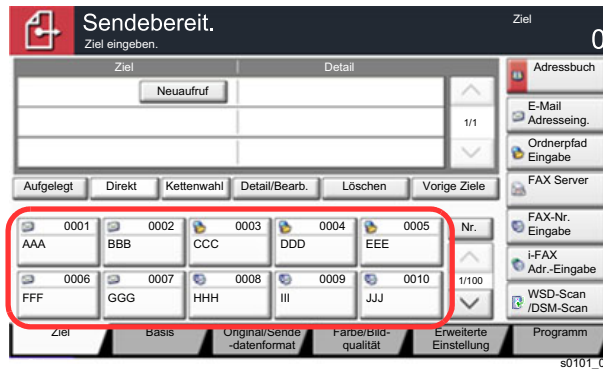 Sendebereit.
Ziel eingeben.
Ziel
0
Ziel Detail
Neuaufruf
1/1
Adressbuch
E-Mail
Adresseing.
Ordnerpfad
Eingabe
FAX Server
FAX-Nr.
Eingabe
i-FAX
Adr.-Eingabe
WSD-Scan
/DSM-Scan
Aufgelegt Direkt Kettenwahl Detail/Bearb. Löschen Vorige Ziele
0001 0002 0003 0004 0005 Nr.
AAA BBB CCC DDD EEE
0006 0007 0008 0009 0010 1/100
FFF GGG HHH III JJJ
Ziel Basis Original/Sende
-datenformat Farbe/Bild-
qualität Erweiterte
Einstellung Programm
s0101_0